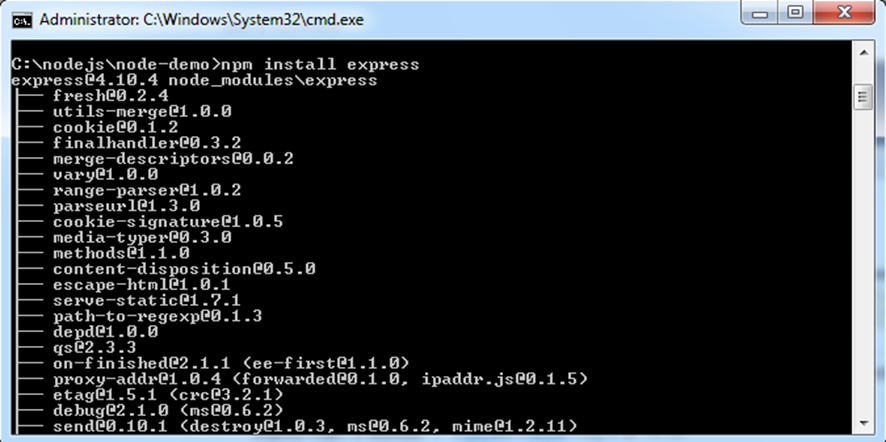 Administrator: C:\Windows\System32\cmd.exe
C:\nodejs\node-demo>npm install express
express@4.10.4 node_modules\express
├── fresh@0.2.4
├── utils-merge@1.0.0
├── cookie@0.1.2
├── finalhandler@0.3.2
├── merge-descriptors@0.0.2
├── vary@1.0.0
├── range-parser@1.0.2
├── parseurl@1.3.0
├── cookie-signature@1.0.5
├── media-typer@0.3.0
├── methods@1.1.0
├── content-disposition@0.5.0
├── escape-html@1.0.1
├── serve-static@1.7.1
├── path-to-regexp@0.1.3
├── depd@1.0.0
├── qs@2.3.3
├── on-finished@2.1.1 (ee-first@1.1.0)
├── proxy-addr@1.0.4 (forwarded@0.1.0, ipaddr.js@0.1.5)
├── etag@1.5.1 (crc@3.2.1)
├── debug@2.1.0 (ms@0.6.2)
├── send@0.10.1 (destroy@1.0.3, ms@0.6.2, mime@1.2.11)